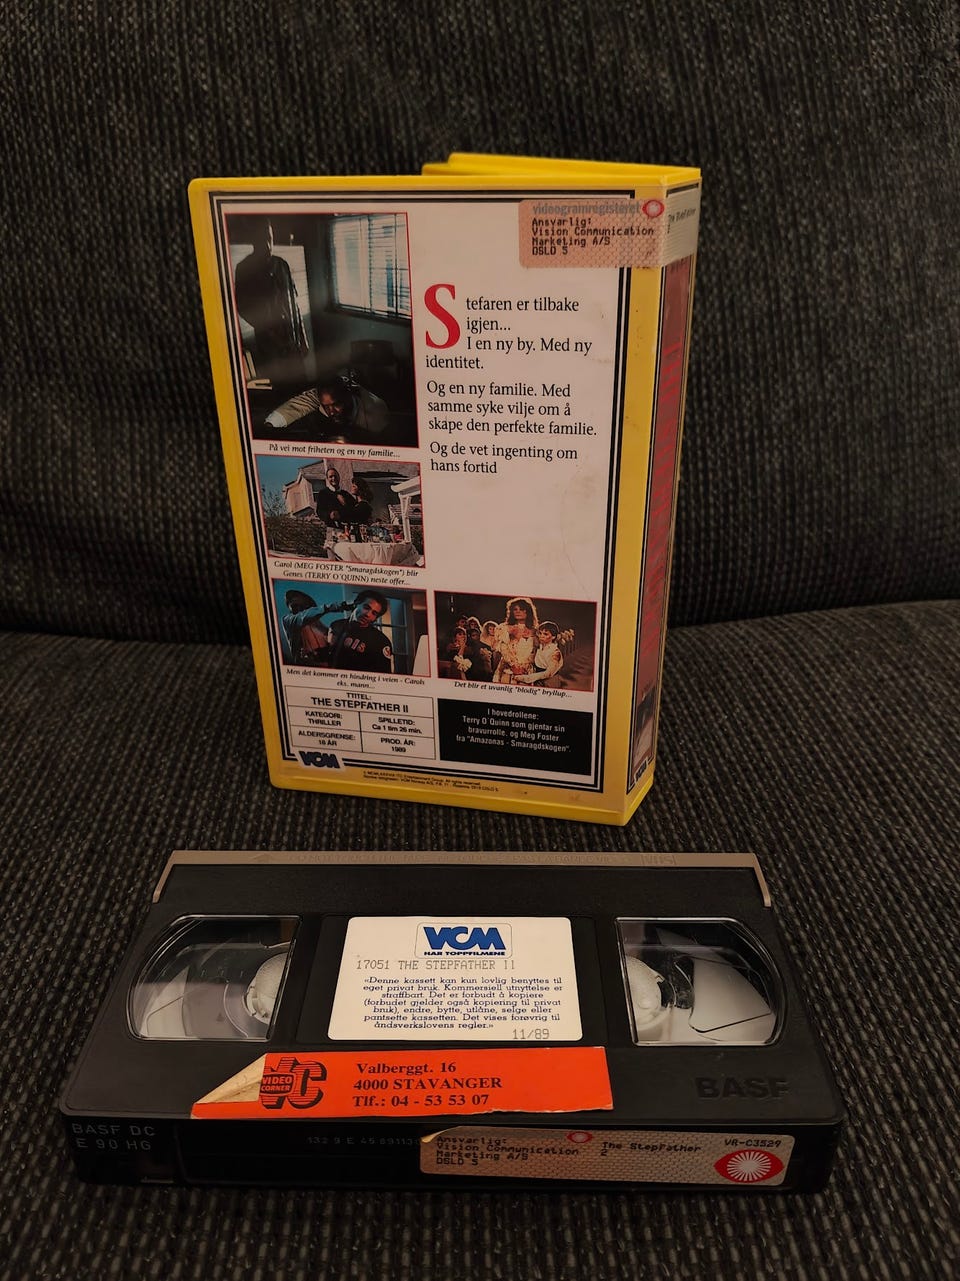 videogramregisteret
Ansvarlig:
Vision Communication
Marketing A/S
OSLO 5
The Stepfather
2
Stefaren er tilbake
igjen...
I en ny by. Med ny
identitet.
Og en ny familie. Med
samme syke vilje om å
skape den perfekte familie.
Og de vet ingenting om
hans fortid
På vei mot friheten og en ny familie...
Carol (MEG FOSTER "Smaragdskogen") blir
Genes (TERRY O'QUINN) neste offer...
Men det kommer en hindring i veien - Carols
eks. mann...
Det blir et uvanlig "blodig" bryllup...
TTITEL:
THE STEPFATHER II
KATEGORI:
THRILLER
SPILLETID:
Ca 1 tim 26 min.
ALDERSGRENSE:
18 ÅR
PROD. ÅR:
1989
I hovedrollene:
Terry O'Quinn som gjentar sin
bravurrolle, og Meg Foster
fra "Amazonas - Smaragdskogen".
VCM
VHS
VCM
HAR TOPPFILMENE
17051 THE STEPFATHER II
«Denne kassett kan kun lovlig benyttes til
eget privat bruk. Kommersiell utnyttelse er
straffbart. Det er forbudt å kopiere
(forbudet gjelder også kopiering til privat
bruk), endre, bytte, utlåne, selge eller
pantsette kassetten. Det vises forøvrig til
åndsverkslovens regler.»
11/89
VIDEO
CORNER
Valberggt. 16
4000 STAVANGER
Tlf.: 04 - 53 53 07
BASF
BASF DC
E 90 HG
Ansvarlig:
Vision Communication
Marketing A/S
OSLO 5
The Stepfather
2
VR-C3529